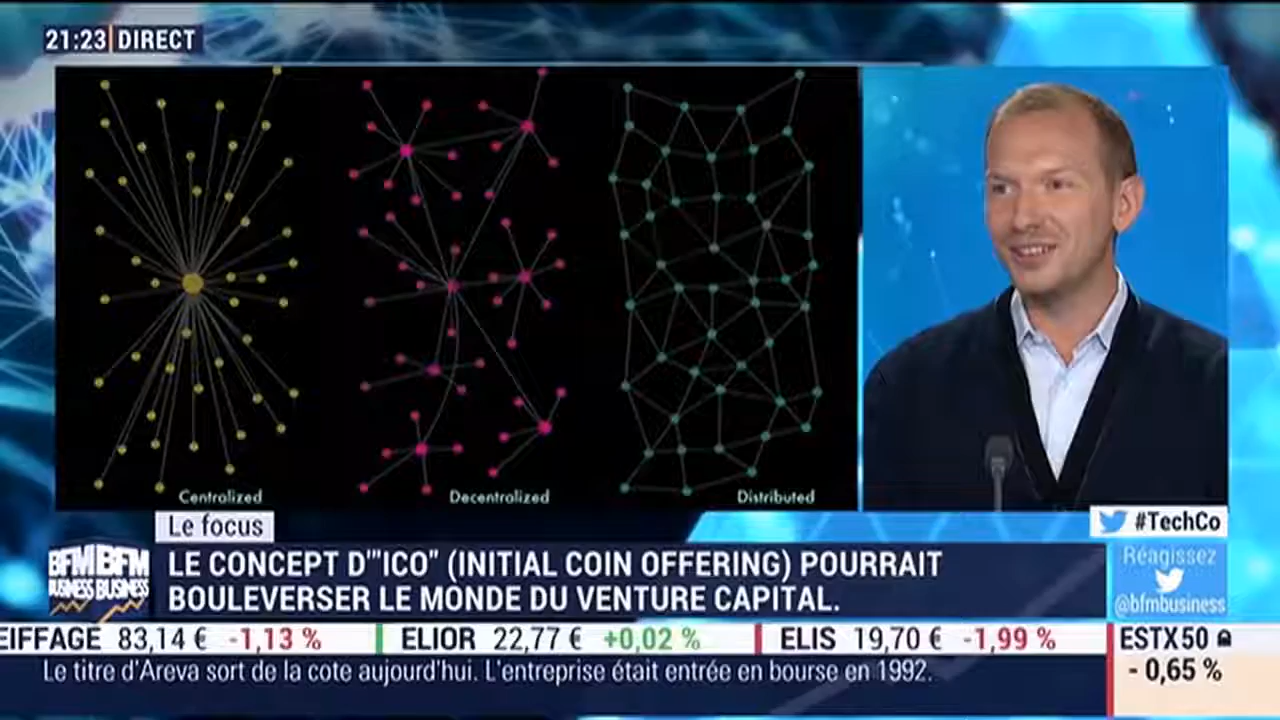 21:23 DIRECT
Centralized
Decentralized
Distributed
Le focus
#TechCo
BFM BFM
BUSINESS BUSINESS
LE CONCEPT D'"ICO" (INITIAL COIN OFFERING) POURRAIT
BOULEVERSER LE MONDE DU VENTURE CAPITAL.
Réagissez
@bfmbusiness
EIFFAGE 83,14 € -1,13 % ELIOR 22,77 € +0,02 % ELIS 19,70 € -1,99 %
ESTX50
- 0,65 %
Le titre d'Areva sort de la cote aujourd'hui. L'entreprise était entrée en bourse en 1992.